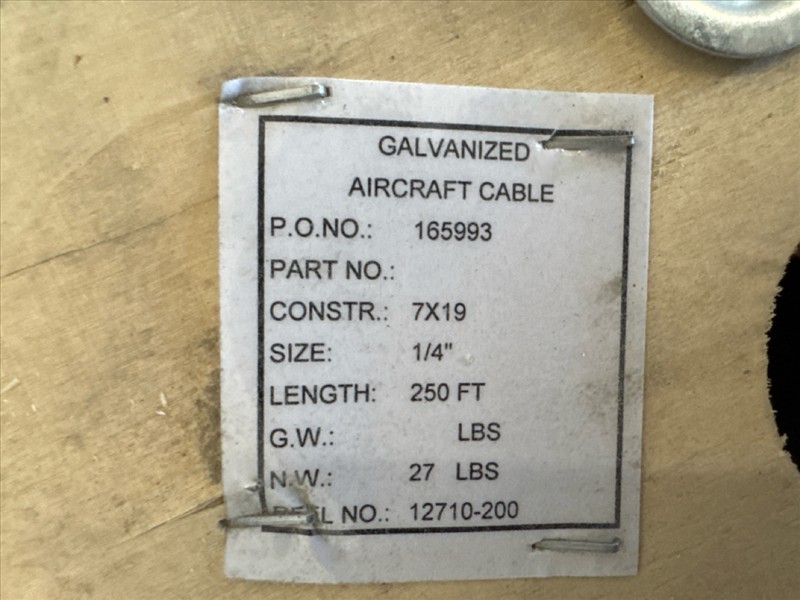 GALVANIZED
AIRCRAFT CABLE
P.O.NO.: 165993
PART NO.:
CONSTR.: 7X19
SIZE: 1/4"
LENGTH: 250 FT
G.W.: LBS
N.W.: 27 LBS
REEL NO.: 12710-200